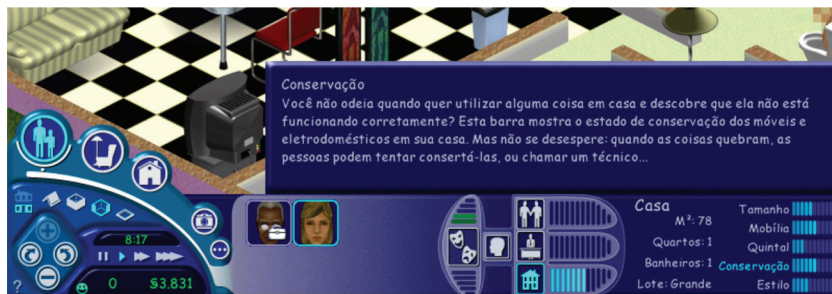 Conservação
Você não odeia quando quer utilizar alguma coisa em casa e descobre que ela não está
funcionando corretamente? Esta barra mostra o estado de conservação dos móveis e
eletrodomésticos em sua casa. Mas não se desespere: quando as coisas quebram, as
pessoas podem tentar consertá-las, ou chamar um técnico...
8:17
?
0
$3.831
Casa
M²: 78
Quartos: 1
Banheiros: 1
Lote: Grande
Tamanho
Mobília
Quintal
Conservação
Estilo